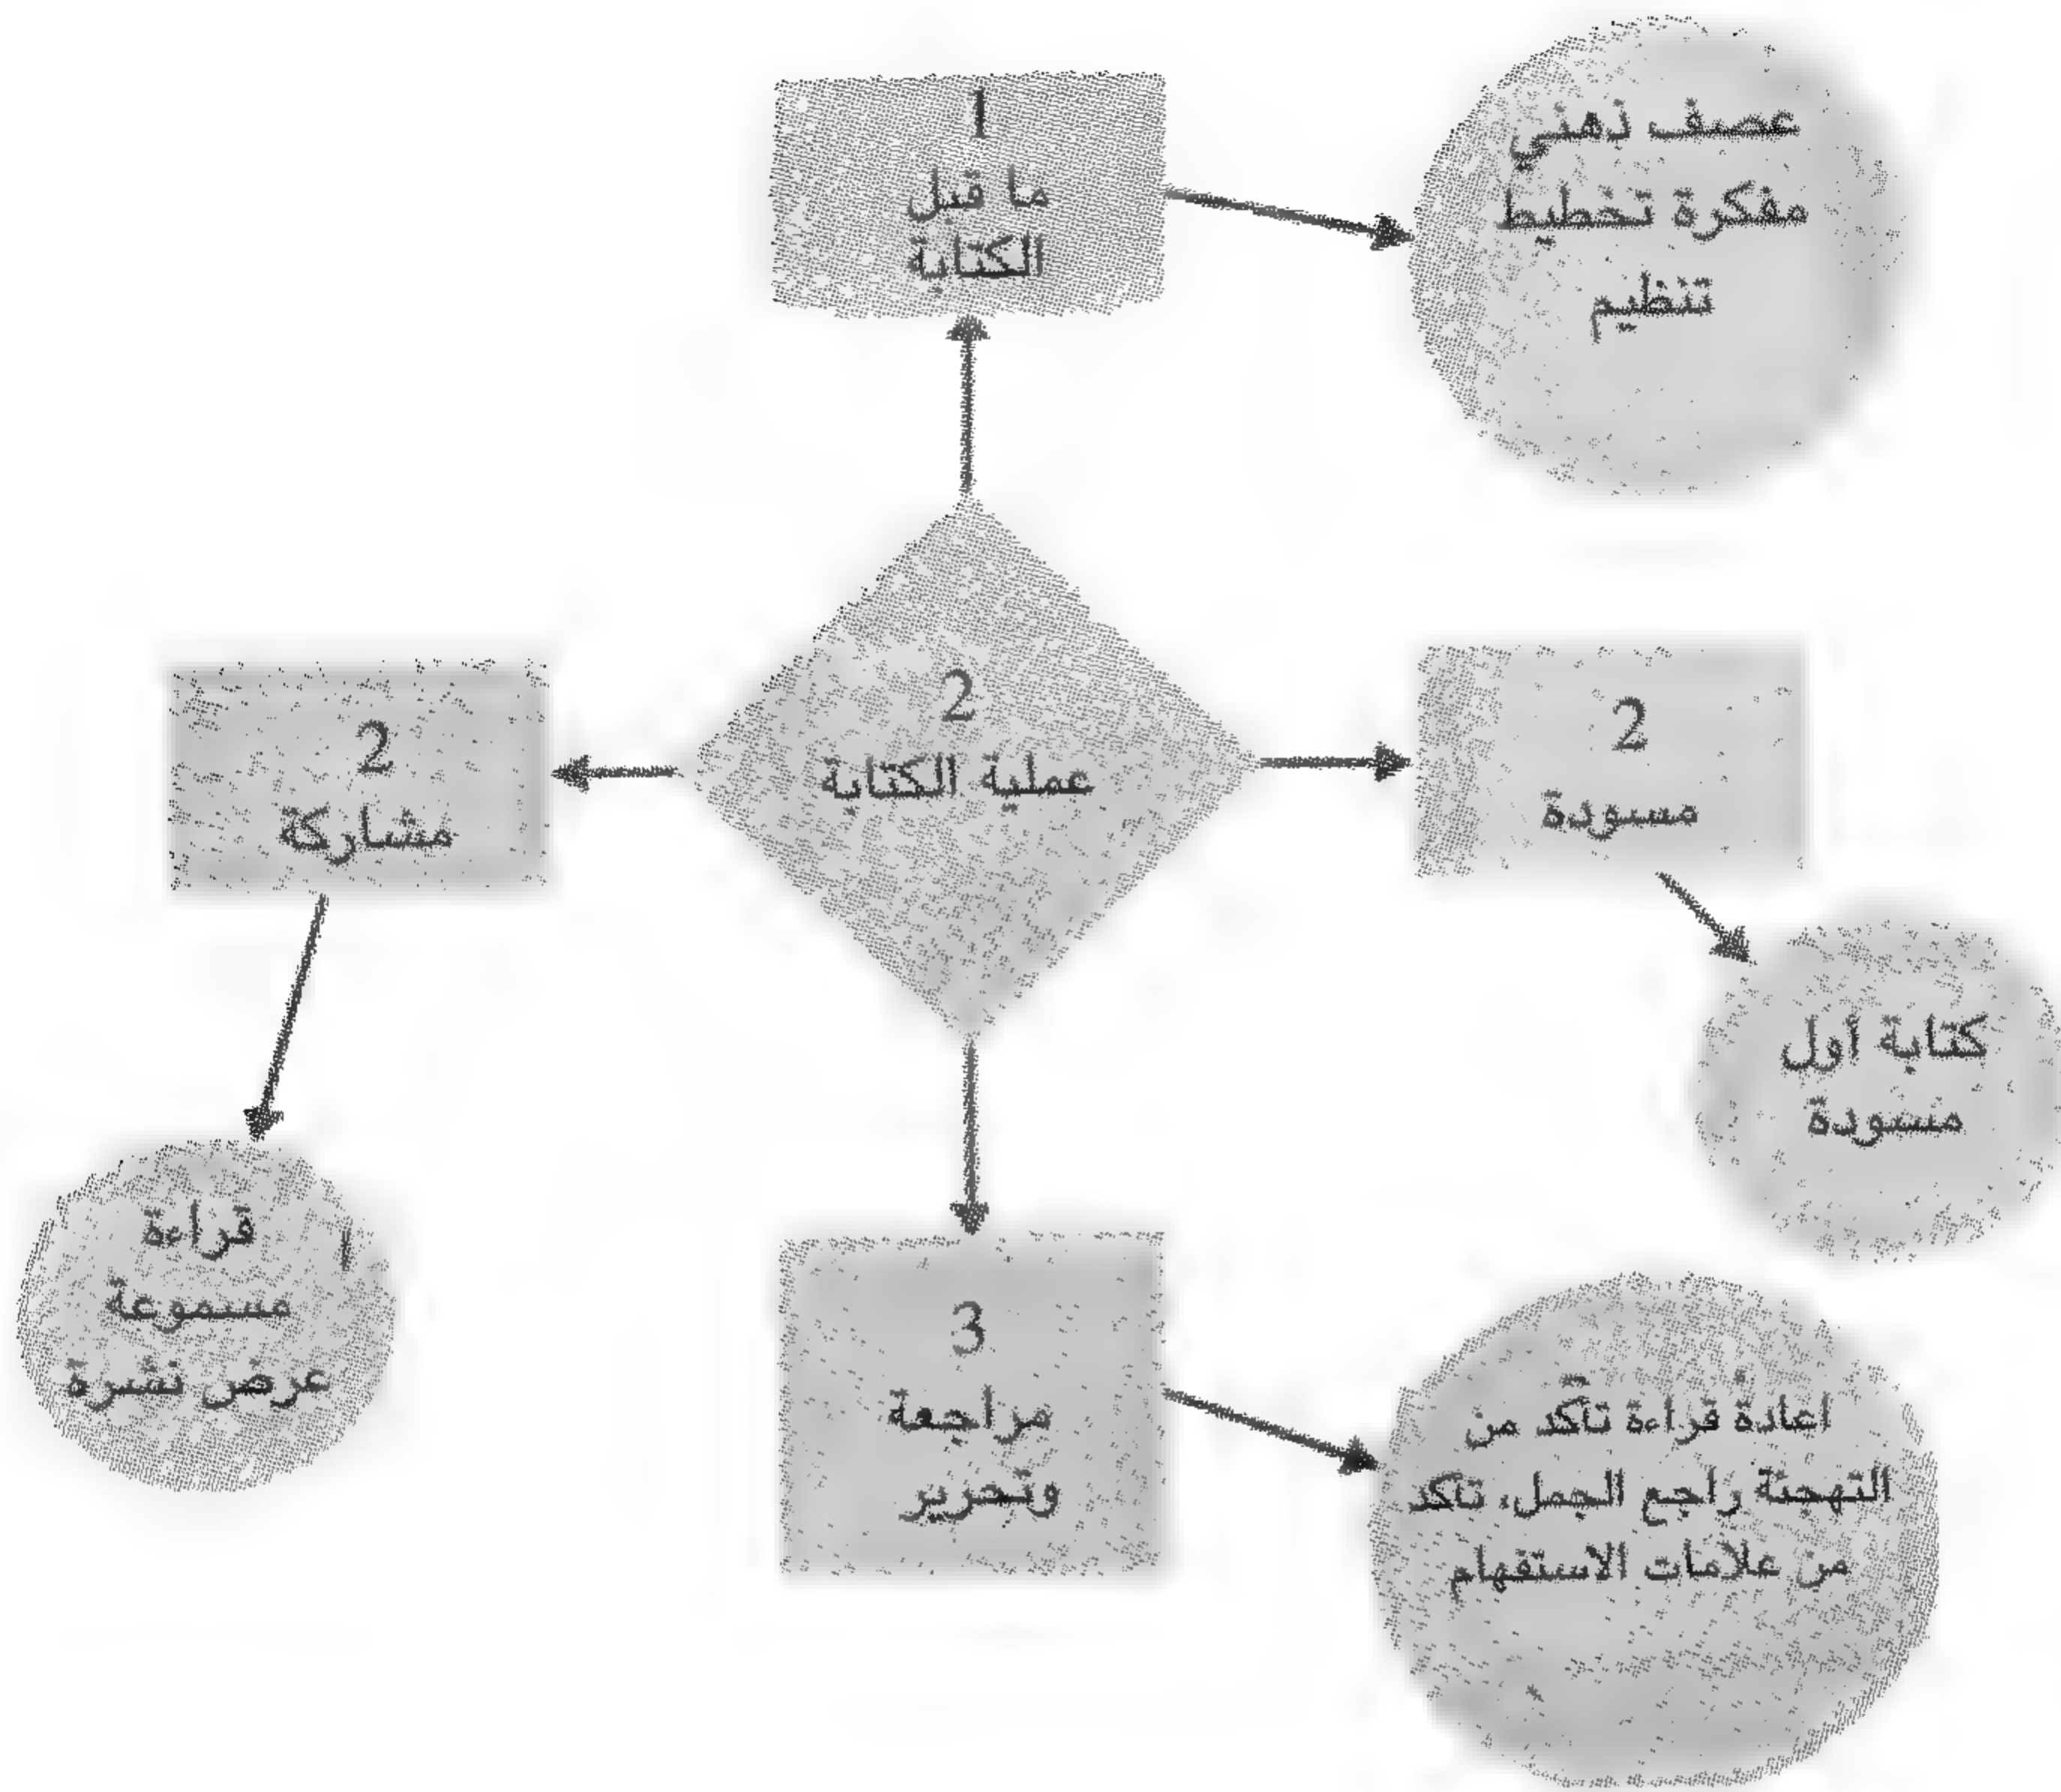 1
ما قبل
الكتابة
عصف ذهني
مفكرة تخطيط
تنظيم
2
عملية الكتابة
2
مسودة
2
مشاركة
كتابة أول
مسودة
قراءة
مسموعة
عرض نشرة
3
مراجعة
وتحرير
اعادة قراءة تأكد من
التهجئة راجع الجمل، تأكد
من علامات الاستفهام